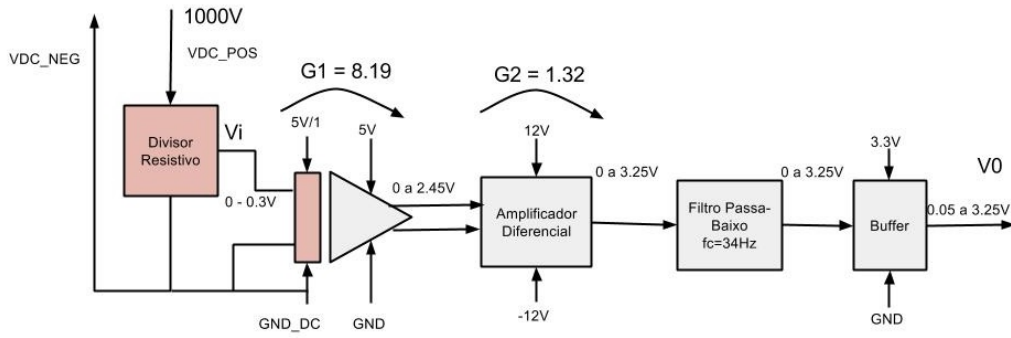 1000V
VDC_NEG
VDC_POS
G1 = 8.19
G2 = 1.32
Divisor
Resistivo
Vi
0 - 0.3V
5V/1
5V
GND_DC
GND
0 a 2.45V
12V
Amplificador
Diferencial
-12V
0 a 3.25V
Filtro Passa-
Baixo
fc=34Hz
0 a 3.25V
3.3V
Buffer
GND
V0
0.05 a 3.25V